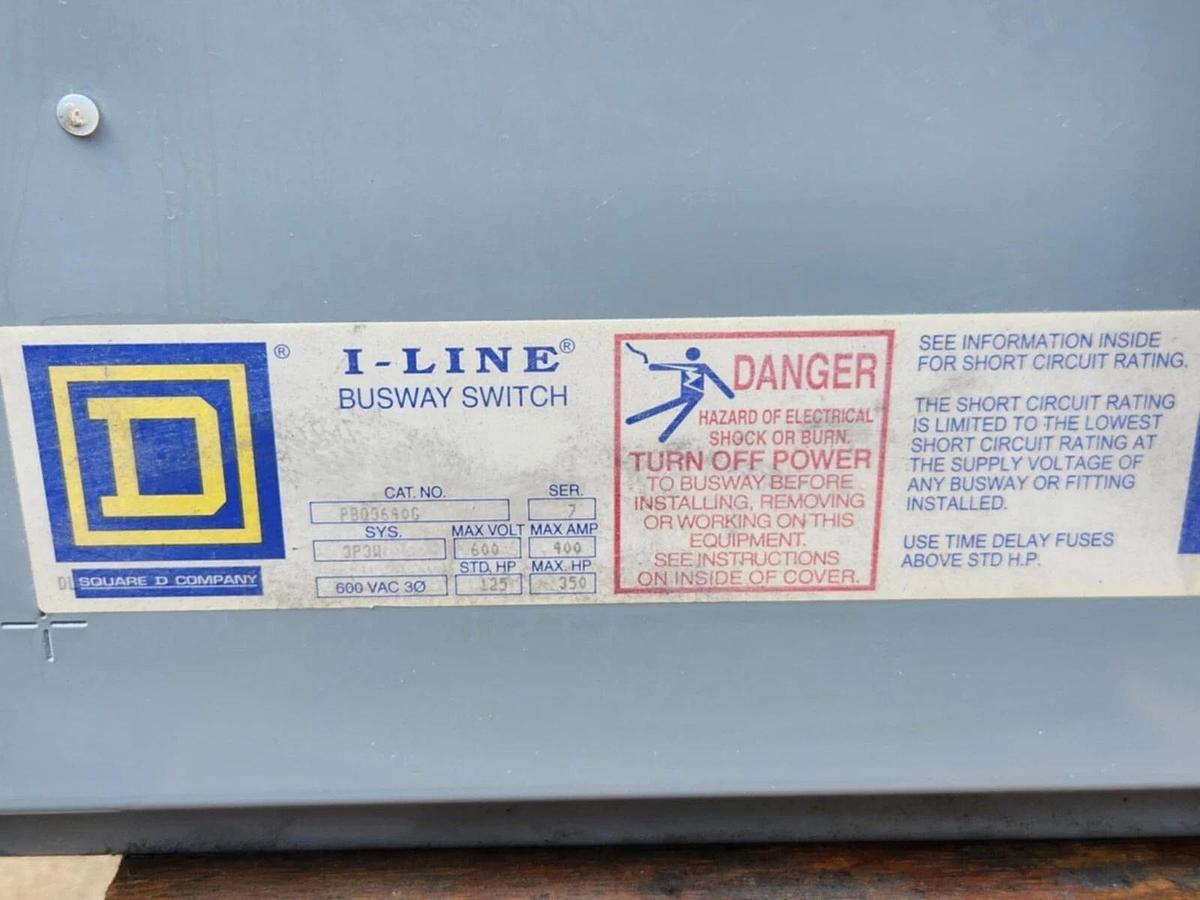 D
®
SQUARE D COMPANY
I-LINE®
BUSWAY SWITCH
CAT. NO. SER.
PBQ3640G 7
SYS. MAX VOLT MAX AMP
3P3W 600 400
STD. HP MAX. HP
600 VAC 3Ø 125 350
DANGER
HAZARD OF ELECTRICAL
SHOCK OR BURN.
TURN OFF POWER
TO BUSWAY BEFORE
INSTALLING, REMOVING
OR WORKING ON THIS
EQUIPMENT.
SEE INSTRUCTIONS
ON INSIDE OF COVER.
SEE INFORMATION INSIDE
FOR SHORT CIRCUIT RATING.
THE SHORT CIRCUIT RATING
IS LIMITED TO THE LOWEST
SHORT CIRCUIT RATING AT
THE SUPPLY VOLTAGE OF
ANY BUSWAY OR FITTING
INSTALLED.
USE TIME DELAY FUSES
ABOVE STD H.P.